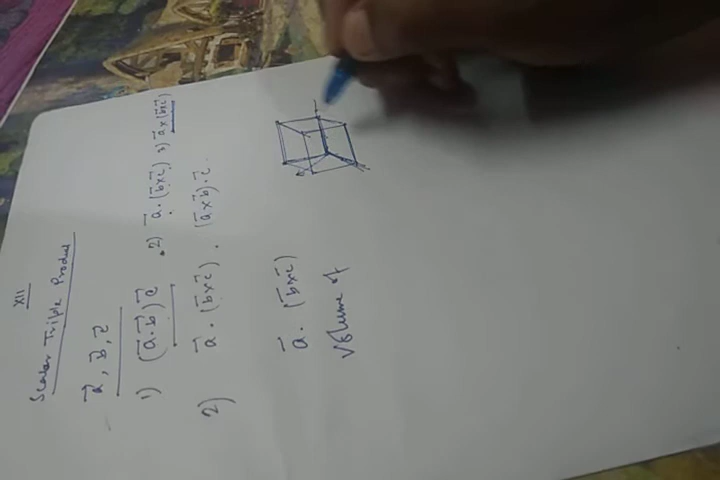 XII
Scalar Triple Product
a⃗, b⃗, c⃗
1) (a⃗.b⃗) c⃗ 2) a⃗.(b⃗×c⃗) 3) a⃗×(b⃗×c⃗)
2) a⃗.(b⃗×c⃗). (a⃗×b⃗).c⃗.
a⃗.(b⃗×c⃗)
Volume of